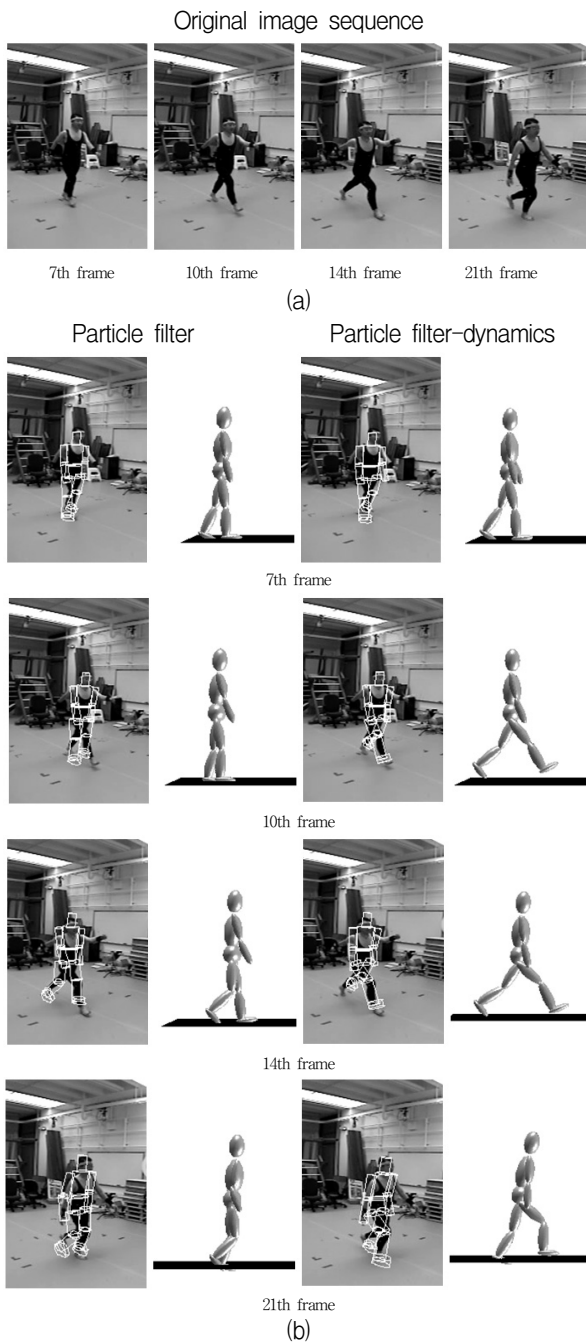 Original image sequence
7th frame 10th frame 14th frame 21th frame
(a)
Particle filter Particle filter-dynamics
7th frame
10th frame
14th frame
21th frame
(b)